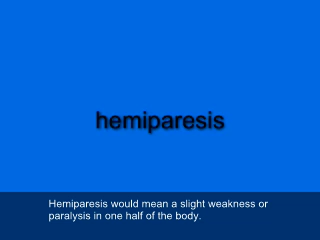 hemiparesis
Hemiparesis would mean a slight weakness or
paralysis in one half of the body.